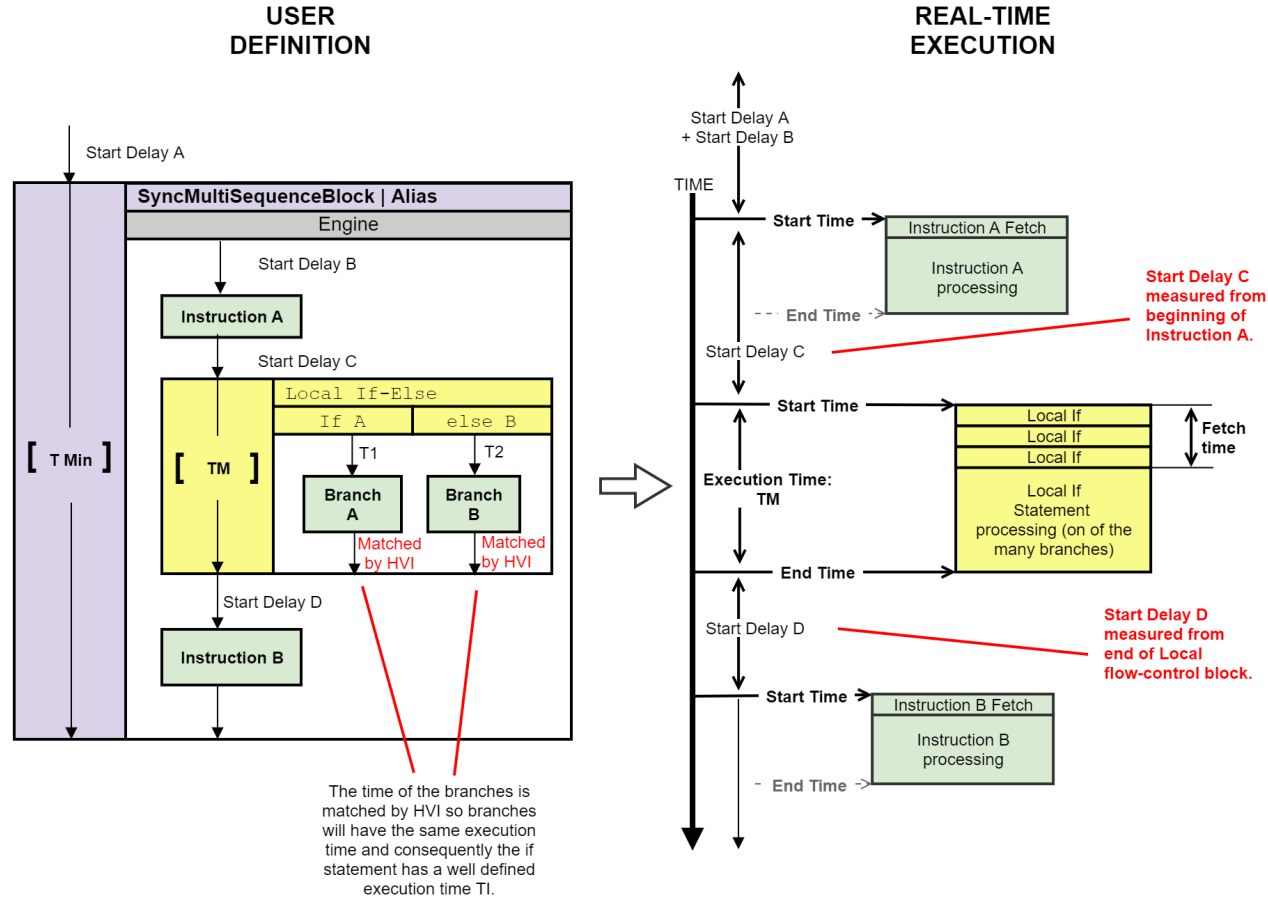 USER
DEFINITION
Start Delay A
SyncMultiSequenceBlock | Alias
Engine
Start Delay B
Instruction A
Start Delay C
Local If-Else
If A
else B
[ T Min ]
[ TM ]
T1
T2
Branch
A
Branch
B
Matched
by HVI
Matched
by HVI
Start Delay D
Instruction B
The time of the branches is
matched by HVI so branches
will have the same execution
time and consequently the if
statement has a well defined
execution time TI.
REAL-TIME
EXECUTION
Start Delay A
+ Start Delay B
TIME
Start Time
Instruction A Fetch
Instruction A
processing
End Time
Start Delay C
Start Delay C
measured from
beginning of
Instruction A.
Start Time
Local If
Local If
Local If
Fetch
time
Execution Time:
TM
Local If
Statement
processing (on of the
many branches)
End Time
Start Delay D
Start Delay D
measured from
end of Local
flow-control block.
Start Time
Instruction B Fetch
Instruction B
processing
End Time